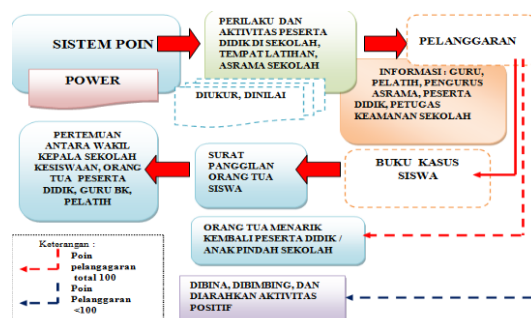 SISTEM POIN
POWER
PERILAKU DAN
AKTIVITAS PESERTA
DIDIK DI SEKOLAH,
TEMPAT LATIHAN,
ASRAMA SEKOLAH
DIUKUR, DINILAI
PELANGGARAN
INFORMASI : GURU,
PELATIH, PENGURUS
ASRAMA, PESERTA
DIDIK, PETUGAS
KEAMANAN SEKOLAH
BUKU KASUS
SISWA
SURAT
PANGGILAN
ORANG TUA
SISWA
PERTEMUAN
ANTARA WAKIL
KEPALA SEKOLAH
KESISWAAN, ORANG
TUA PESERTA
DIDIK, GURU BK,
PELATIH
ORANG TUA MENARIK
KEMBALI PESERTA DIDIK /
ANAK PINDAH SEKOLAH
DIBINA, DIBIMBING, DAN
DIARAHKAN AKTIVITAS
POSITIF
Keterangan :
Poin
pelangagaran
total 100
Poin
Pelanggaran
<100